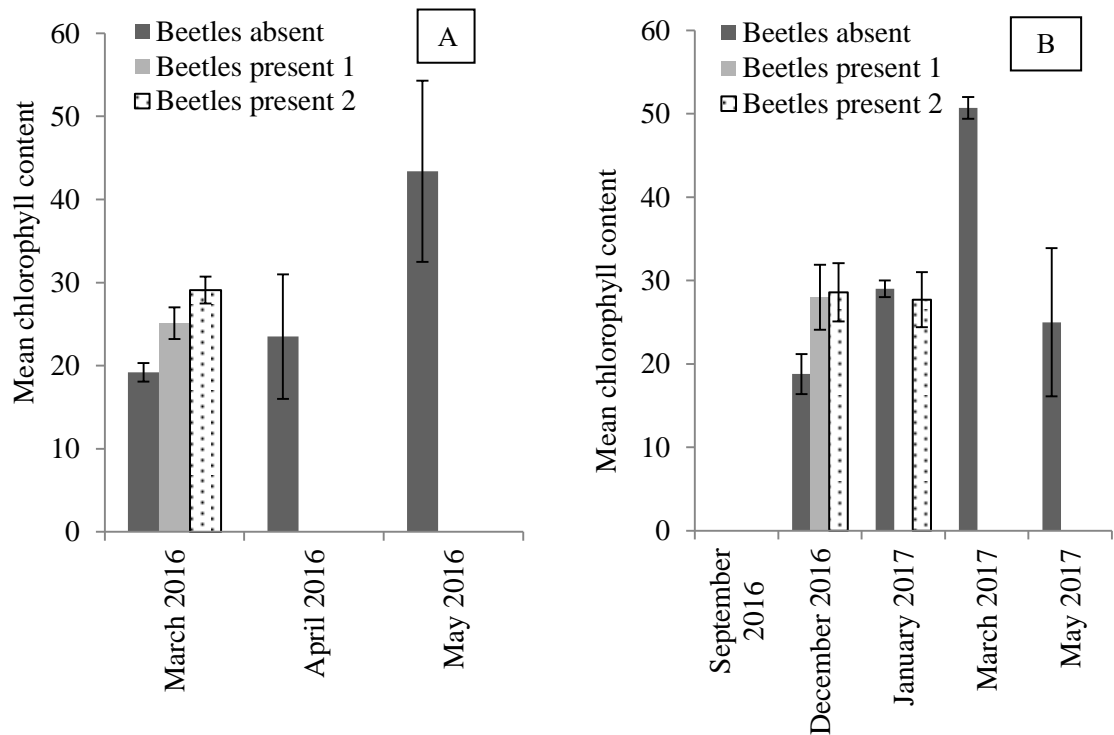 A
Beetles absent
Beetles present 1
Beetles present 2
Mean chlorophyll content
60
50
40
30
20
10
0
March 2016
April 2016
May 2016
B
Beetles absent
Beetles present 1
Beetles present 2
Mean chlorophyll content
60
50
40
30
20
10
0
September
2016
December 2016
January 2017
March 2017
May 2017